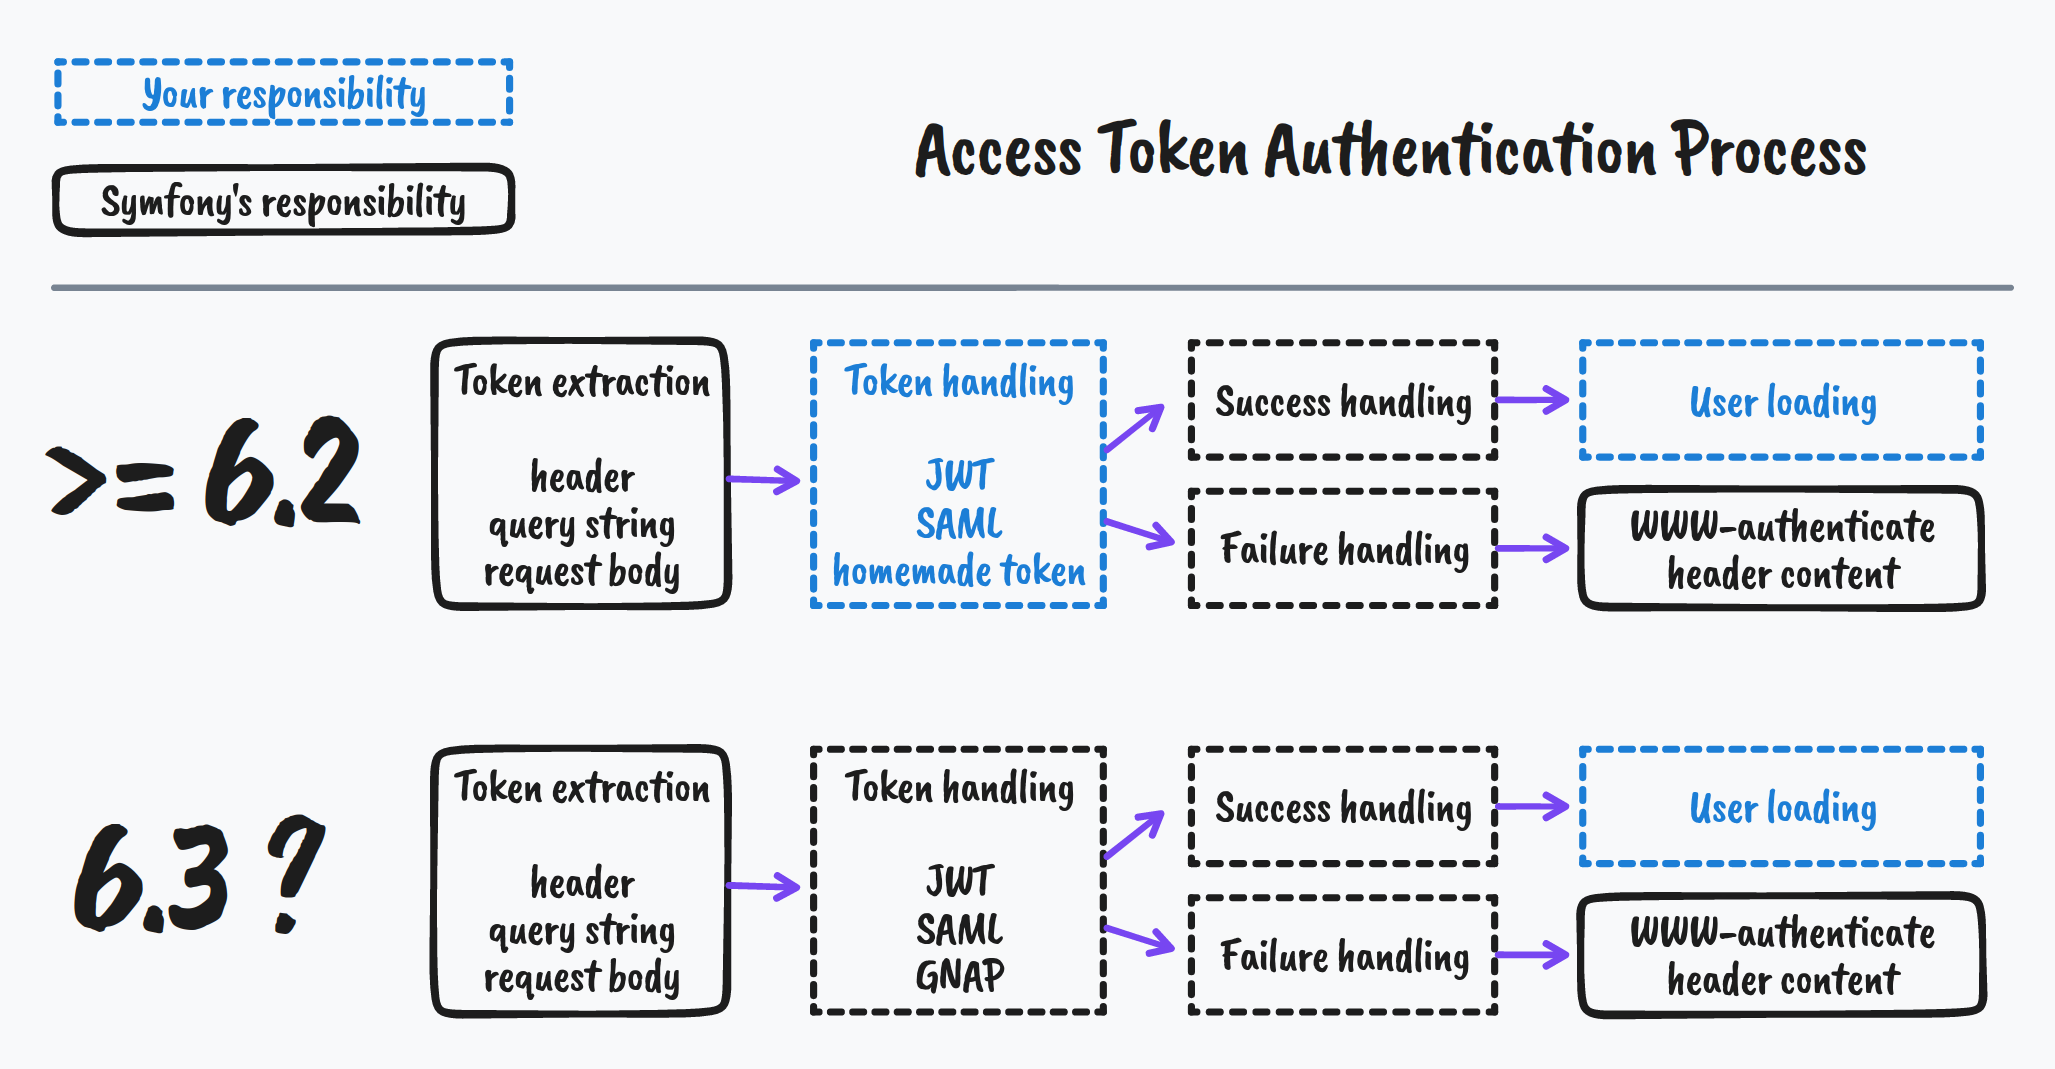 Your responsibility
Symfony's responsibility
Access Token Authentication Process
>= 6.2
Token extraction
header
query string
request body
Token handling
JWT
SAML
homemade token
Success handling
User loading
Failure handling
WWW-authenticate
header content
6.3 ?
Token extraction
header
query string
request body
Token handling
JWT
SAML
GNAP
Success handling
User loading
Failure handling
WWW-authenticate
header content